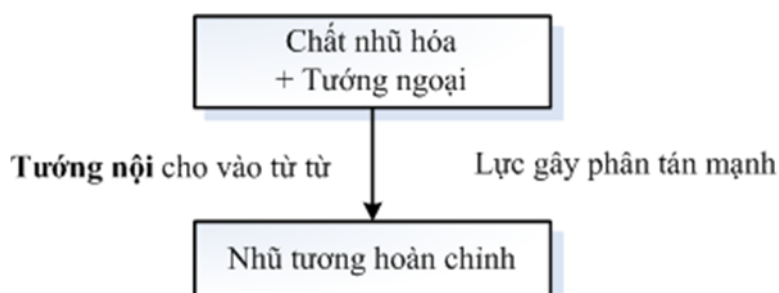 Chất nhũ hóa
+ Tướng ngoại
Tướng nội cho vào từ từ
Lực gây phân tán mạnh
Nhũ tương hoàn chỉnh